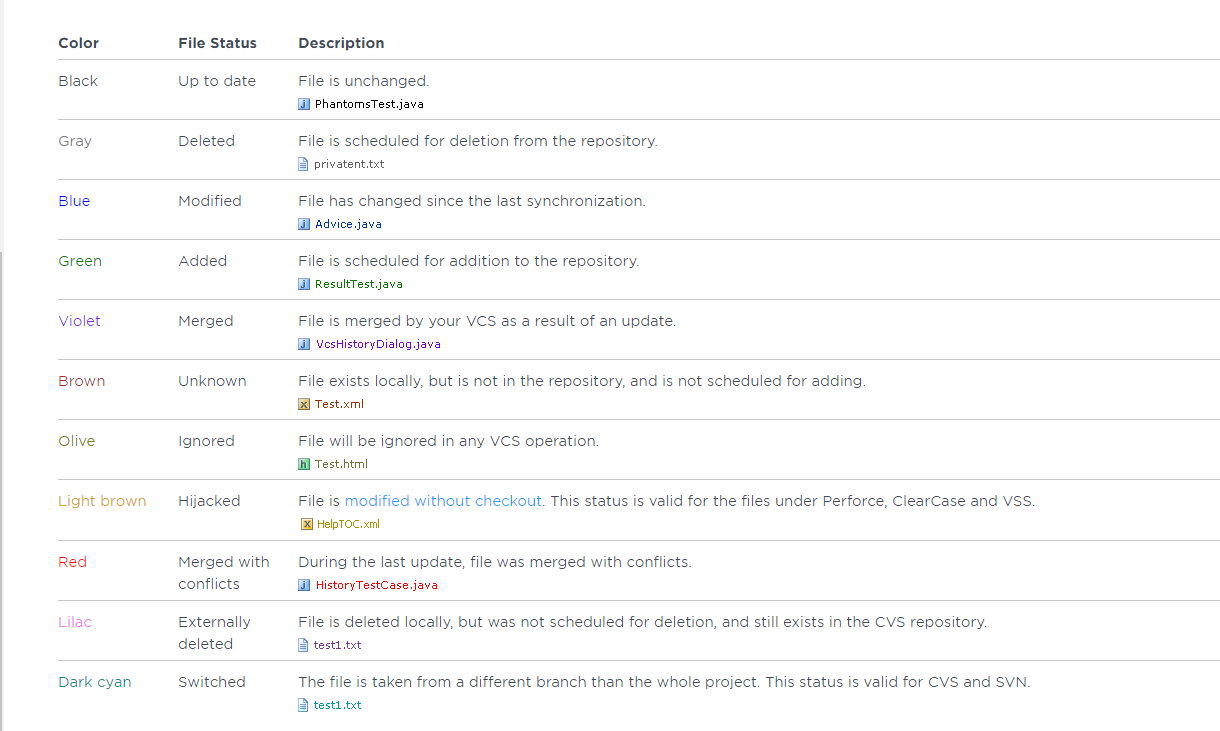 Color File Status Description
Black Up to date File is unchanged.
PhantomsTest.java
Gray Deleted File is scheduled for deletion from the repository.
privatent.txt
Blue Modified File has changed since the last synchronization.
Advice.java
Green Added File is scheduled for addition to the repository.
ResultTest.java
Violet Merged File is merged by your VCS as a result of an update.
VcsHistoryDialog.java
Brown Unknown File exists locally, but is not in the repository, and is not scheduled for adding.
Test.xml
Olive Ignored File will be ignored in any VCS operation.
Test.html
Light brown Hijacked File is modified without checkout. This status is valid for the files under Perforce, ClearCase and VSS.
HelpTOC.xml
Red Merged with During the last update, file was merged with conflicts.
conflicts HistoryTestCase.java
Lilac Externally File is deleted locally, but was not scheduled for deletion, and still exists in the CVS repository.
deleted test1.txt
Dark cyan Switched The file is taken from a different branch than the whole project. This status is valid for CVS and SVN.
test1.txt